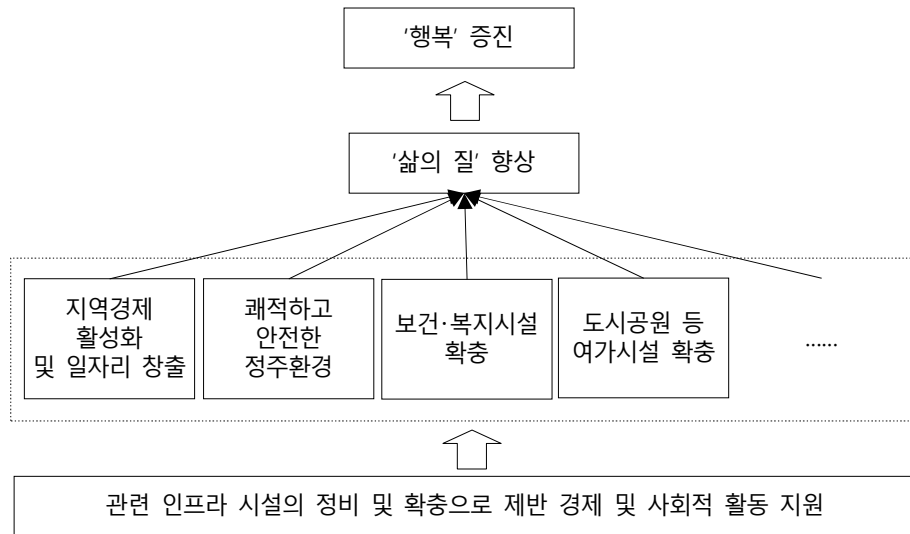 ‘행복’ 증진
‘삶의 질’ 향상
지역경제
활성화
및 일자리 창출
쾌적하고
안전한
정주환경
보건·복지시설
확충
도시공원 등
여가시설 확충
……
관련 인프라 시설의 정비 및 확충으로 제반 경제 및 사회적 활동 지원